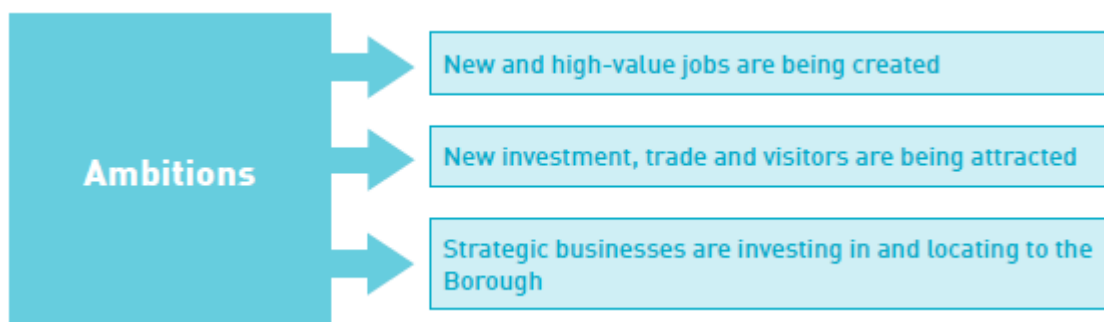 Ambitions
New and high-value jobs are being created
New investment, trade and visitors are being attracted
Strategic businesses are investing in and locating to the
Borough